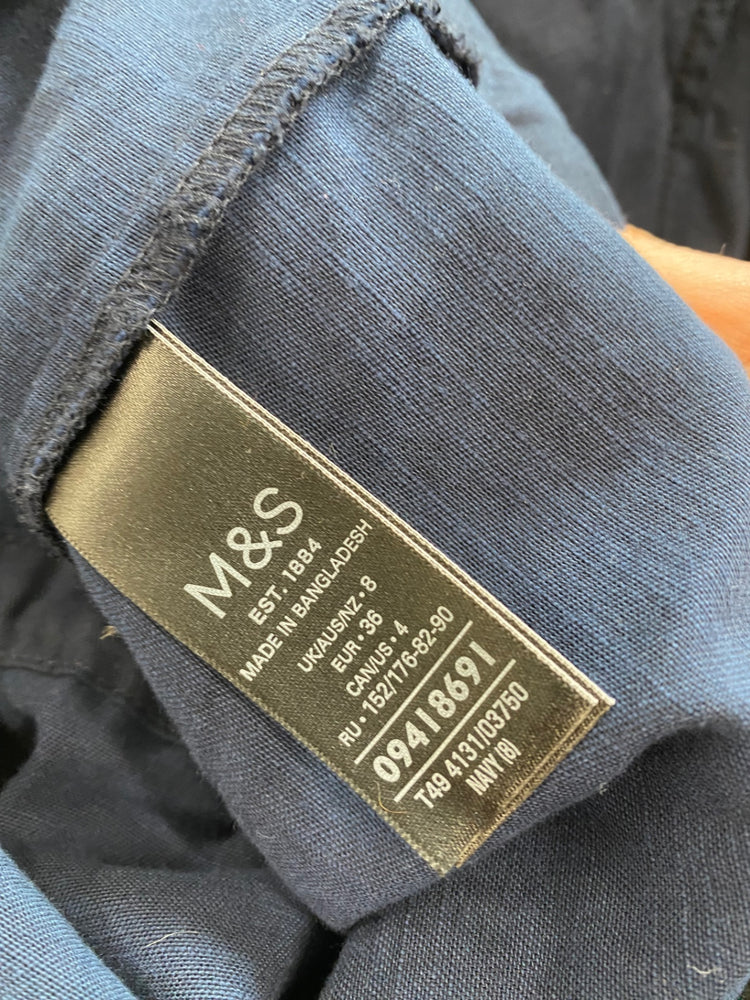 M&S
EST. 1884
MADE IN BANGLADESH
UK/AUS/NZ • 8
EUR • 36
CAN/US • 4
RU • 152/176-82-90
09418691
T49 4131/03750
NAVY (8)